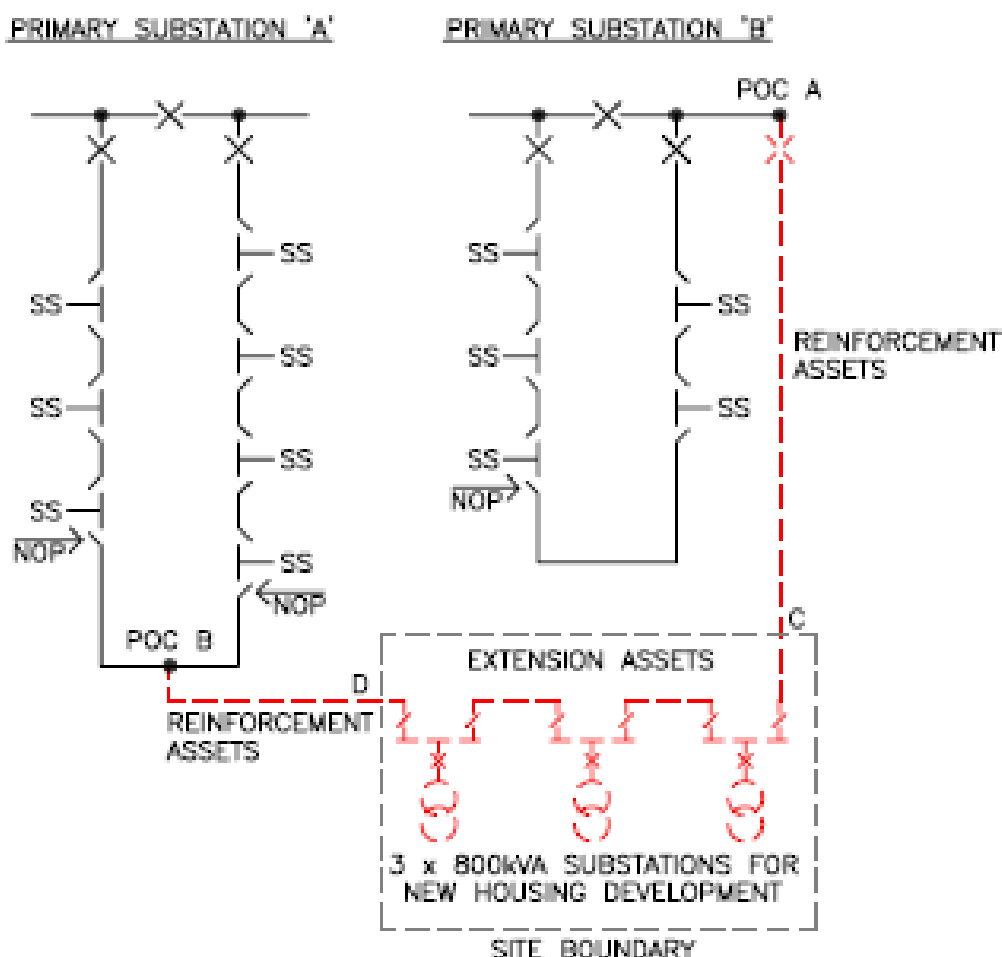 PRIMARY SUBSTATION 'A'
PRIMARY SUBSTATION 'B'
POC A
SS
SS
SS
SS
SS
SS
SS
NOP
NOP
POC B
SS
SS
SS
SS
NOP
REINFORCEMENT
ASSETS
C
D
REINFORCEMENT
ASSETS
EXTENSION ASSETS
3 x 800kVA SUBSTATIONS FOR
NEW HOUSING DEVELOPMENT
SITE BOUNDARY